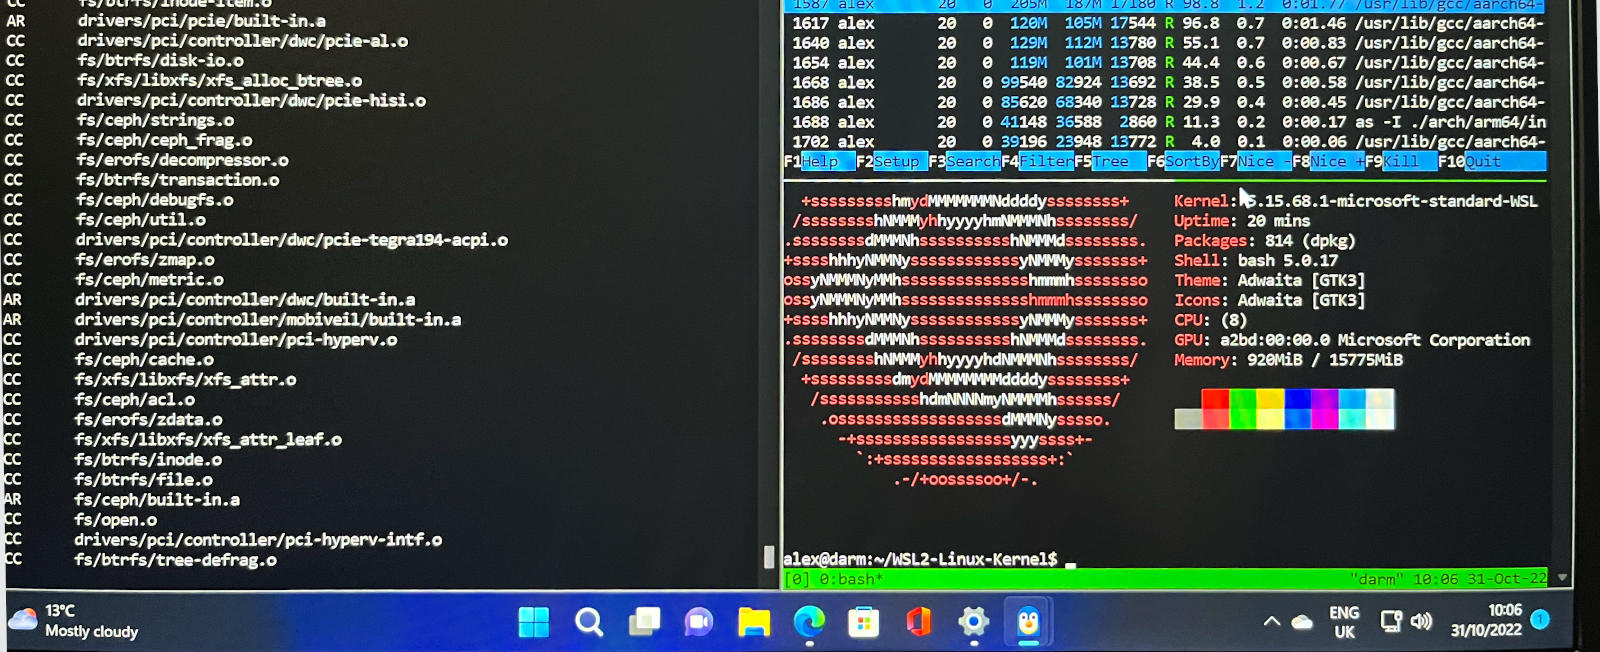 CC fs/btrfs/inode-item.o
AR drivers/pci/pcie/built-in.a
CC drivers/pci/controller/dwc/pcie-al.o
CC fs/btrfs/disk-io.o
CC fs/xfs/libxfs/xfs_alloc_btree.o
CC drivers/pci/controller/dwc/pcie-hisi.o
CC fs/ceph/strings.o
CC fs/ceph/ceph_frag.o
CC fs/erofs/decompressor.o
CC fs/btrfs/transaction.o
CC fs/ceph/debugfs.o
CC fs/ceph/util.o
CC drivers/pci/controller/dwc/pcie-tegra194-acpi.o
CC fs/erofs/zmap.o
CC fs/ceph/metric.o
AR drivers/pci/controller/dwc/built-in.a
AR drivers/pci/controller/mobiveil/built-in.a
CC drivers/pci/controller/pci-hyperv.o
CC fs/ceph/cache.o
CC fs/xfs/libxfs/xfs_attr.o
CC fs/ceph/acl.o
CC fs/erofs/zdata.o
CC fs/xfs/libxfs/xfs_attr_leaf.o
CC fs/btrfs/inode.o
CC fs/btrfs/file.o
AR fs/ceph/built-in.a
CC fs/open.o
CC drivers/pci/controller/pci-hyperv-intf.o
CC fs/btrfs/tree-defrag.o
1587 alex 20 0 205M 187M 17180 R 98.8 1.2 0:01.77 /usr/lib/gcc/aarch64-
1617 alex 20 0 120M 105M 17544 R 96.8 0.7 0:01.46 /usr/lib/gcc/aarch64-
1640 alex 20 0 129M 112M 13780 R 55.1 0.7 0:00.83 /usr/lib/gcc/aarch64-
1654 alex 20 0 119M 101M 13708 R 44.4 0.6 0:00.67 /usr/lib/gcc/aarch64-
1668 alex 20 0 99540 82924 13692 R 38.5 0.5 0:00.58 /usr/lib/gcc/aarch64-
1686 alex 20 0 85620 68340 13728 R 29.9 0.4 0:00.45 /usr/lib/gcc/aarch64-
1688 alex 20 0 41148 36588 2860 R 11.3 0.2 0:00.17 as -I ./arch/arm64/in
1702 alex 20 0 39196 23948 13772 R 4.0 0.1 0:00.06 /usr/lib/gcc/aarch64-
F1Help F2Setup F3SearchF4FilterF5Tree F6SortByF7Nice -F8Nice +F9Kill F10Quit
+sssssssssshmydMMMMMMMNddddyssssssss+
/sssssssshNMMMyhhyyyyhmNMMMNhssssssss/
.ssssssssdMMMNhsssssssssshNMMMdssssssss.
+sssshhhyNMMNyssssssssssssyNMMMysssssss+
ossyNMMMNyMMhsssssssssssssshmmmhssssssso
ossyNMMMNyMMhsssssssssssssshmmmhssssssso
+sssshhhyNMMNyssssssssssssyNMMMysssssss+
.ssssssssdMMMNhsssssssssshNMMMdssssssss.
/sssssssshNMMMyhhyyyyhdNMMMNhssssssss/
+sssssssssdmydMMMMMMMMddddyssssssss+
/ssssssssssshdmNNNNmyNMMMMhssssss/
.ossssssssssssssssssdMMMNysssso.
-+sssssssssssssssssyyyssss+-
`:+ssssssssssssssssss+:`
.-/+oossssoo+/-.
Kernel: 5.15.68.1-microsoft-standard-WSL
Uptime: 20 mins
Packages: 814 (dpkg)
Shell: bash 5.0.17
Theme: Adwaita [GTK3]
Icons: Adwaita [GTK3]
CPU: (8)
GPU: a2bd:00:00.0 Microsoft Corporation
Memory: 920MiB / 15775MiB
alex@darm:~/WSL2-Linux-Kernel$
[0] 0:bash* "darm" 10:06 31-Oct-22
13°C
Mostly cloudy
ENG
UK
10:06
31/10/2022
1